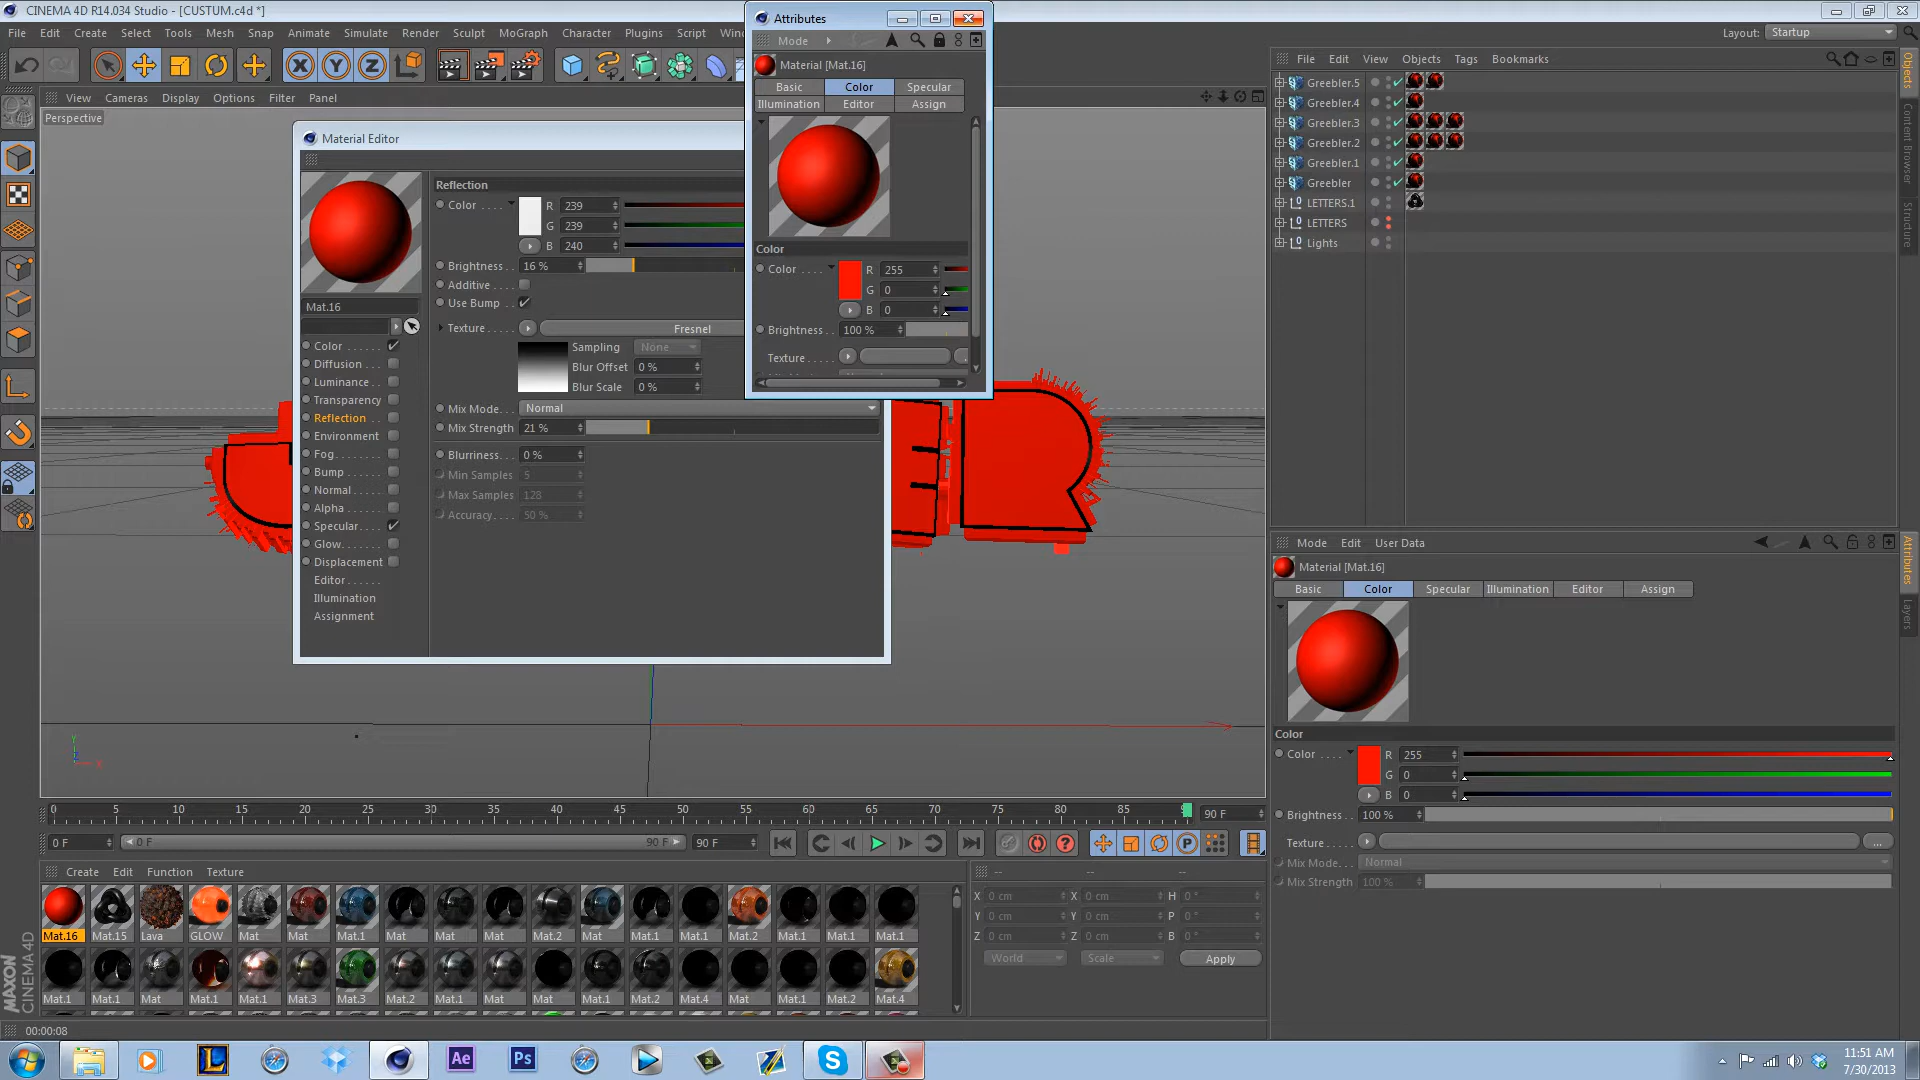 CINEMA 4D R14.034 Studio - [CUSTUM.c4d *]
File Edit Create Select Tools Mesh Snap Animate Simulate Render Sculpt MoGraph Character Plugins Script
Layout: Startup
View Cameras Display Options Filter Panel
Perspective
Material Editor
Mat.16
Color ......
Diffusion
Luminance
Transparency
Reflection
Environment
Fog
Bump
Normal
Alpha
Specular
Glow
Displacement
Editor
Illumination
Assignment
Reflection
Color .... R 239
G 239
B 240
Brightness 16 %
Additive
Use Bump
Texture..... Fresnel
Sampling None
Blur Offset 0 %
Blur Scale 0 %
Mix Mode... Normal
Mix Strength 21 %
Blurriness 0 %
Min Samples 5
Max Samples 128
Accuracy 50 %
Attributes
Mode
Material [Mat.16]
Basic Color Specular
Illumination Editor Assign
Color
Color .... R 255
G 0
B 0
Brightness 100 %
Texture.....
File Edit View Objects Tags Bookmarks
Greebler.5
Greebler.4
Greebler.3
Greebler.2
Greebler.1
Greebler
LETTERS.1
LETTERS
Lights
Objects
Content Browser
Structure
Mode Edit User Data
Material [Mat.16]
Basic Color Specular Illumination Editor Assign
Color
Color .... R 255
G 0
B 0
Brightness 100 %
Texture..... ...
Mix Mode... Normal
Mix Strength 100 %
Attributes
Layers
0 5 10 15 20 25 30 35 40 45 50 55 60 65 70 75 80 85 90 F
0 F 0 F 90 F 90 F
Create Edit Function Texture
Mat.16 Mat.15 Lava GLOW Mat Mat Mat.1 Mat Mat Mat.2 Mat Mat.1 Mat.1 Mat.1 Mat.2 Mat.1 Mat.1 Mat.1
Mat.1 Mat.1 Mat Mat.1 Mat.1 Mat.3 Mat.3 Mat.2 Mat.1 Mat Mat Mat.1 Mat.2 Mat.4 Mat Mat.1 Mat.2 Mat.4
-- -- --
X 0 cm X 0 cm H 0 °
Y 0 cm Y 0 cm P 0 °
Z 0 cm Z 0 cm B 0 °
World Scale Apply
MAXON
CINEMA 4D
00:00:08
Ae Ps
11:51 AM
7/30/2013